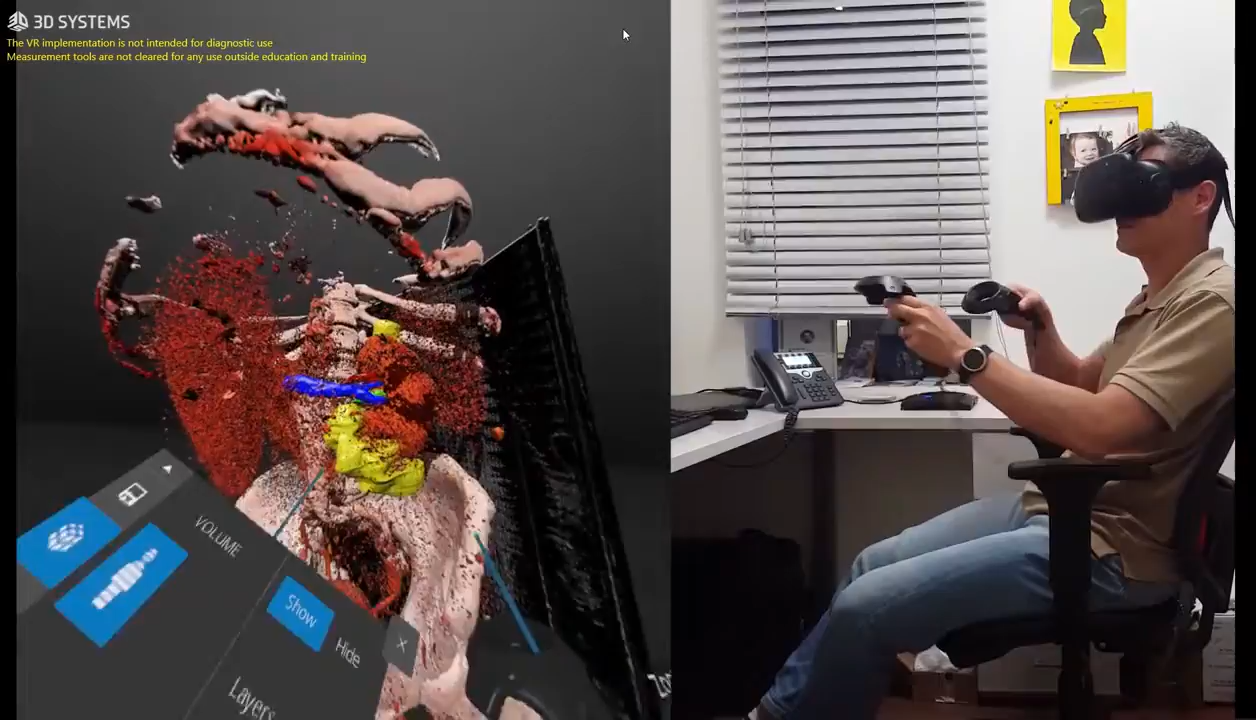 3D SYSTEMS
The VR implementation is not intended for diagnostic use
Measurement tools are not cleared for any use outside education and training
VOLUME
Show
Hide
Layers